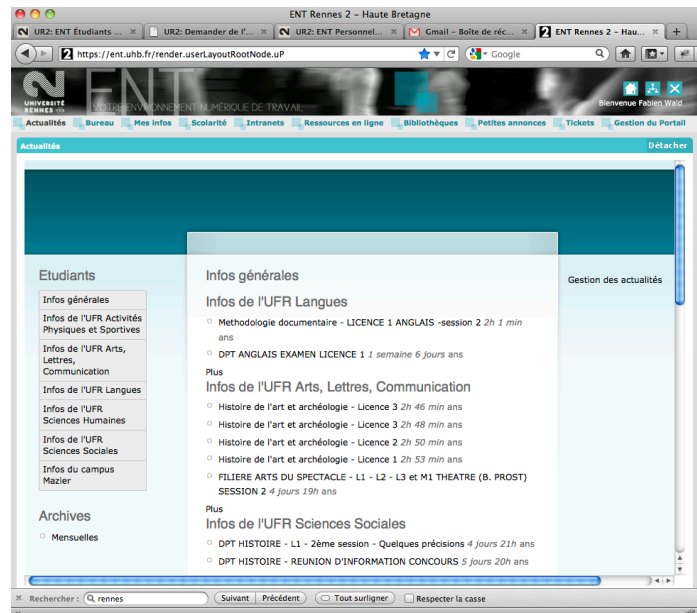 ENT Rennes 2 – Haute Bretagne
UR2: ENT Étudiants ...
UR2: Demander de l'...
UR2: ENT Personnel...
Gmail – Boîte de réc...
ENT Rennes 2 – Hau...
https://ent.uhb.fr/render.userLayoutRootNode.uP
Google
UNIVERSITÉ
RENNES
ENT
VOTRE ENVIRONNEMENT NUMÉRIQUE DE TRAVAIL
Bienvenue Fabien Wald
Actualités Bureau Mes infos Scolarité Intranets Ressources en ligne Bibliothèques Petites annonces Tickets Gestion du Portail
Actualités
Détacher
Etudiants
Infos générales
Infos de l'UFR Activités
Physiques et Sportives
Infos de l'UFR Arts,
Lettres,
Communication
Infos de l'UFR Langues
Infos de l'UFR
Sciences Humaines
Infos de l'UFR
Sciences Sociales
Infos du campus
Mazier
Archives
Mensuelles
Infos générales
Infos de l'UFR Langues
Methodologie documentaire - LICENCE 1 ANGLAIS -session 2 2h 1 min
ans
DPT ANGLAIS EXAMEN LICENCE 1 1 semaine 6 jours ans
Plus
Infos de l'UFR Arts, Lettres, Communication
Histoire de l'art et archéologie - Licence 3 2h 46 min ans
Histoire de l'art et archéologie - Licence 3 2h 48 min ans
Histoire de l'art et archéologie - Licence 2 2h 50 min ans
Histoire de l'art et archéologie - Licence 1 2h 53 min ans
FILIERE ARTS DU SPECTACLE - L1 - L2 - L3 et M1 THEATRE (B. PROST)
SESSION 2 4 jours 19h ans
Plus
Infos de l'UFR Sciences Sociales
DPT HISTOIRE - L1 - 2ème session - Quelques précisions 4 jours 21h ans
DPT HISTOIRE - REUNION D'INFORMATION CONCOURS 5 jours 20h ans
Gestion des actualités
Rechercher : rennes Suivant Précédent Tout surligner Respecter la casse